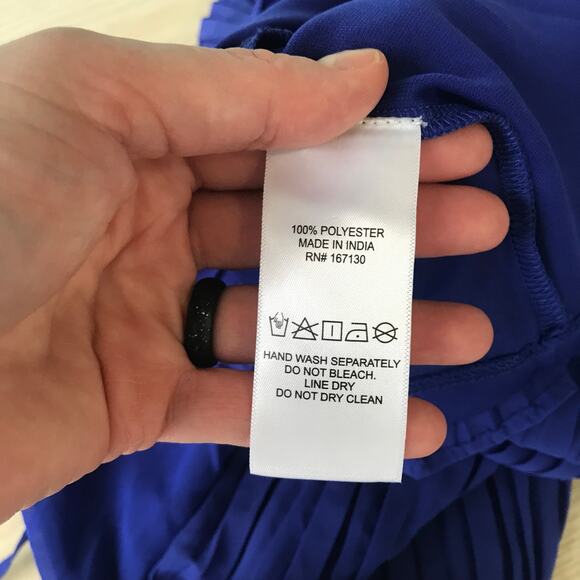 100% POLYESTER
MADE IN INDIA
RN# 167130
HAND WASH SEPARATELY
DO NOT BLEACH.
LINE DRY
DO NOT DRY CLEAN